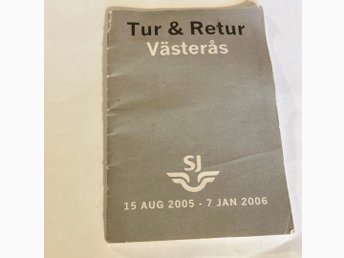 Tur & Retur
Västerås
SJ
15 AUG 2005 - 7 JAN 2006